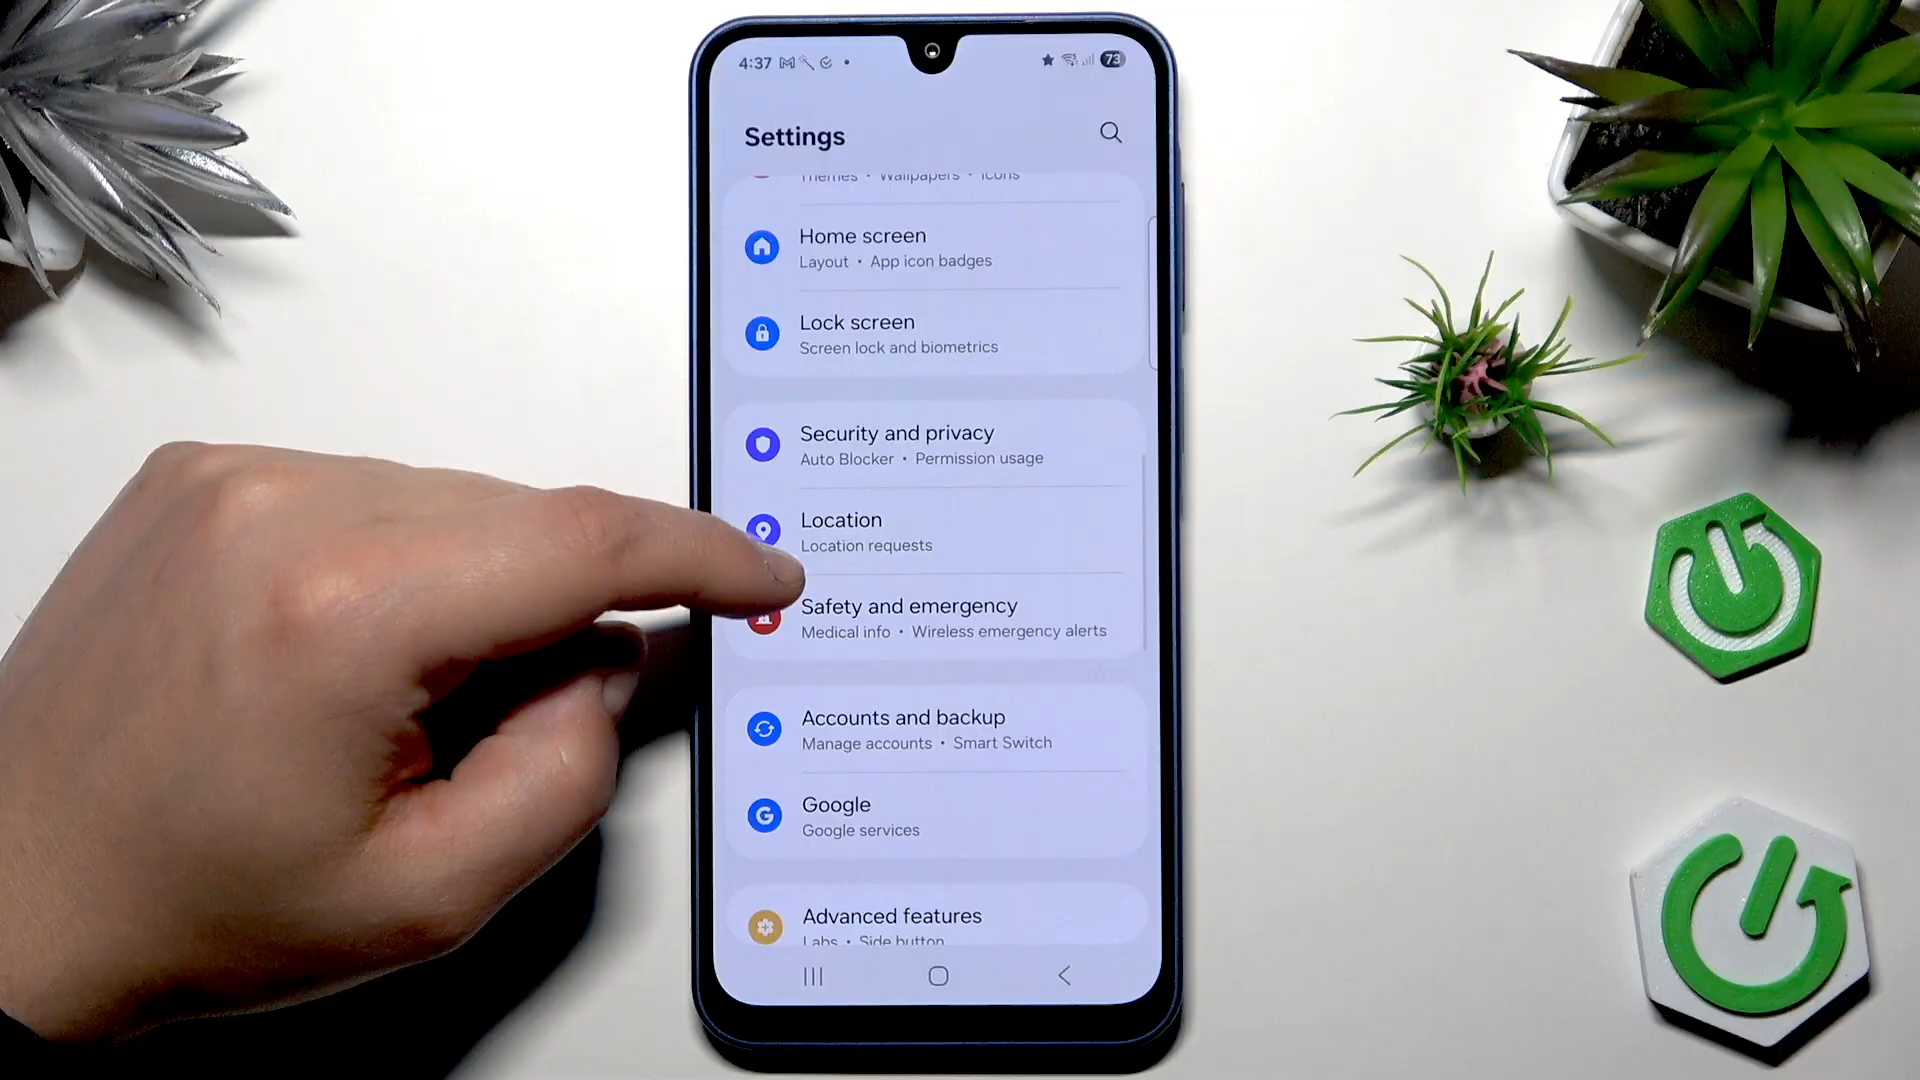 4:37
73
Settings
Themes • Wallpapers • Icons
Home screen
Layout • App icon badges
Lock screen
Screen lock and biometrics
Security and privacy
Auto Blocker • Permission usage
Location
Location requests
Safety and emergency
Medical info • Wireless emergency alerts
Accounts and backup
Manage accounts • Smart Switch
Google
Google services
Advanced features
Labs • Side button